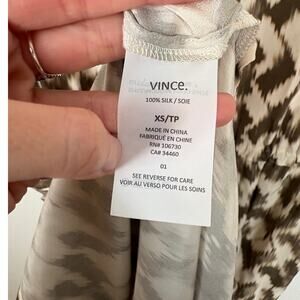 VINCE.
100% SILK / SOIE
XS/TP
MADE IN CHINA
FABRIQUÉ EN CHINE
RN# 106730
CA# 34460
01
SEE REVERSE FOR CARE
VOIR AU VERSO POUR LES SOINS